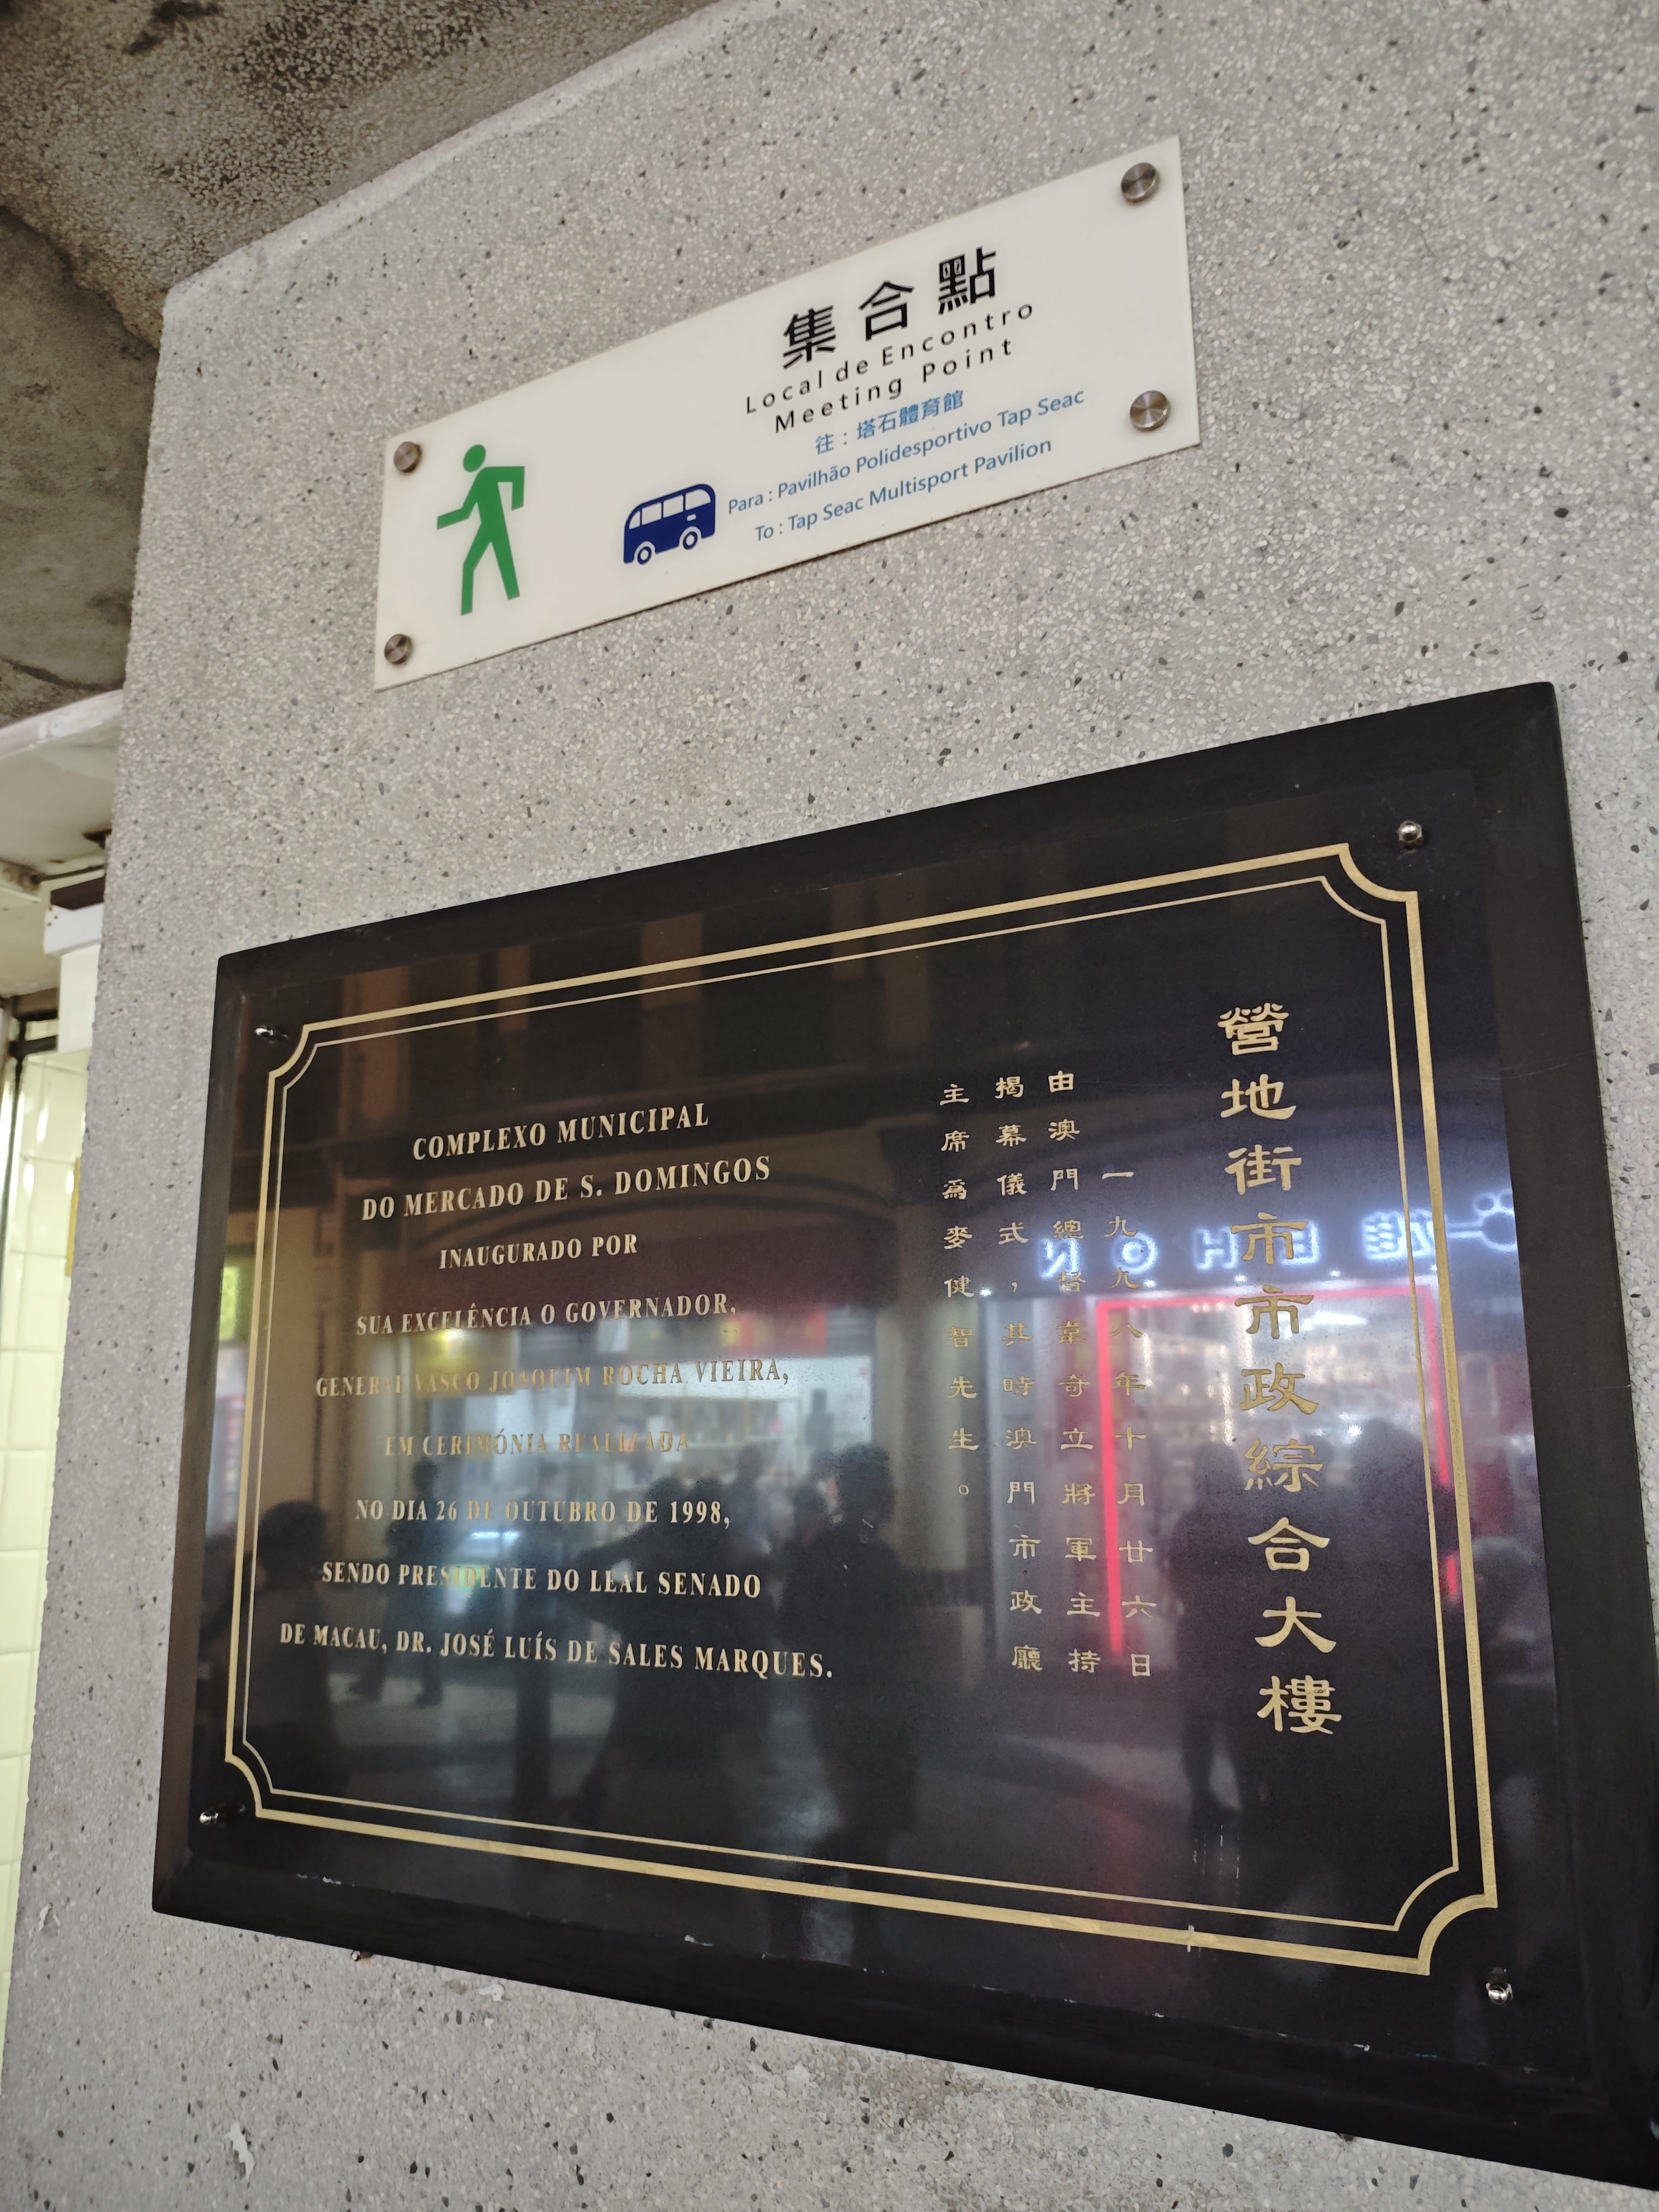 集合點
Local de Encontro
Meeting Point
往：塔石體育館
Para : Pavilhão Polidesportivo Tap Seac
To : Tap Seac Multisport Pavilion
營地街市市政綜合大樓
一九九八年十月廿六日
由澳門總督韋奇立將軍主持
揭幕儀式，其時澳門市政廳
主席為麥健智先生。
COMPLEXO MUNICIPAL
DO MERCADO DE S. DOMINGOS
INAUGURADO POR
SUA EXCELÊNCIA O GOVERNADOR,
GENERAL VASCO JOAQUIM ROCHA VIEIRA,
EM CERIMÓNIA REALIZADA
NO DIA 26 DE OUTUBRO DE 1998,
SENDO PRESIDENTE DO LEAL SENADO
DE MACAU, DR. JOSÉ LUÍS DE SALES MARQUES.